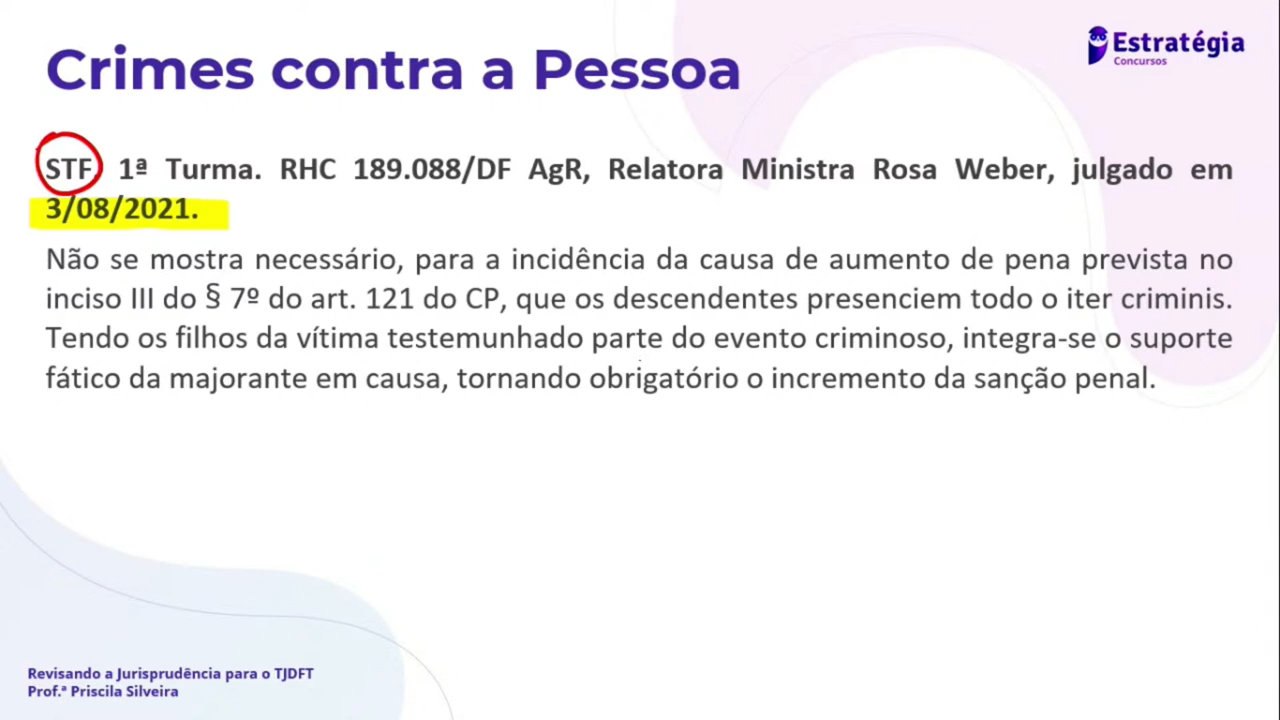 Crimes contra a Pessoa
Estratégia
Concursos
STF, 1ª Turma. RHC 189.088/DF AgR, Relatora Ministra Rosa Weber, julgado em
3/08/2021.
Não se mostra necessário, para a incidência da causa de aumento de pena prevista no
inciso III do § 7º do art. 121 do CP, que os descendentes presenciem todo o iter criminis.
Tendo os filhos da vítima testemunhado parte do evento criminoso, integra-se o suporte
fático da majorante em causa, tornando obrigatório o incremento da sanção penal.
Revisando a Jurisprudência para o TJDFT
Prof.ª Priscila Silveira